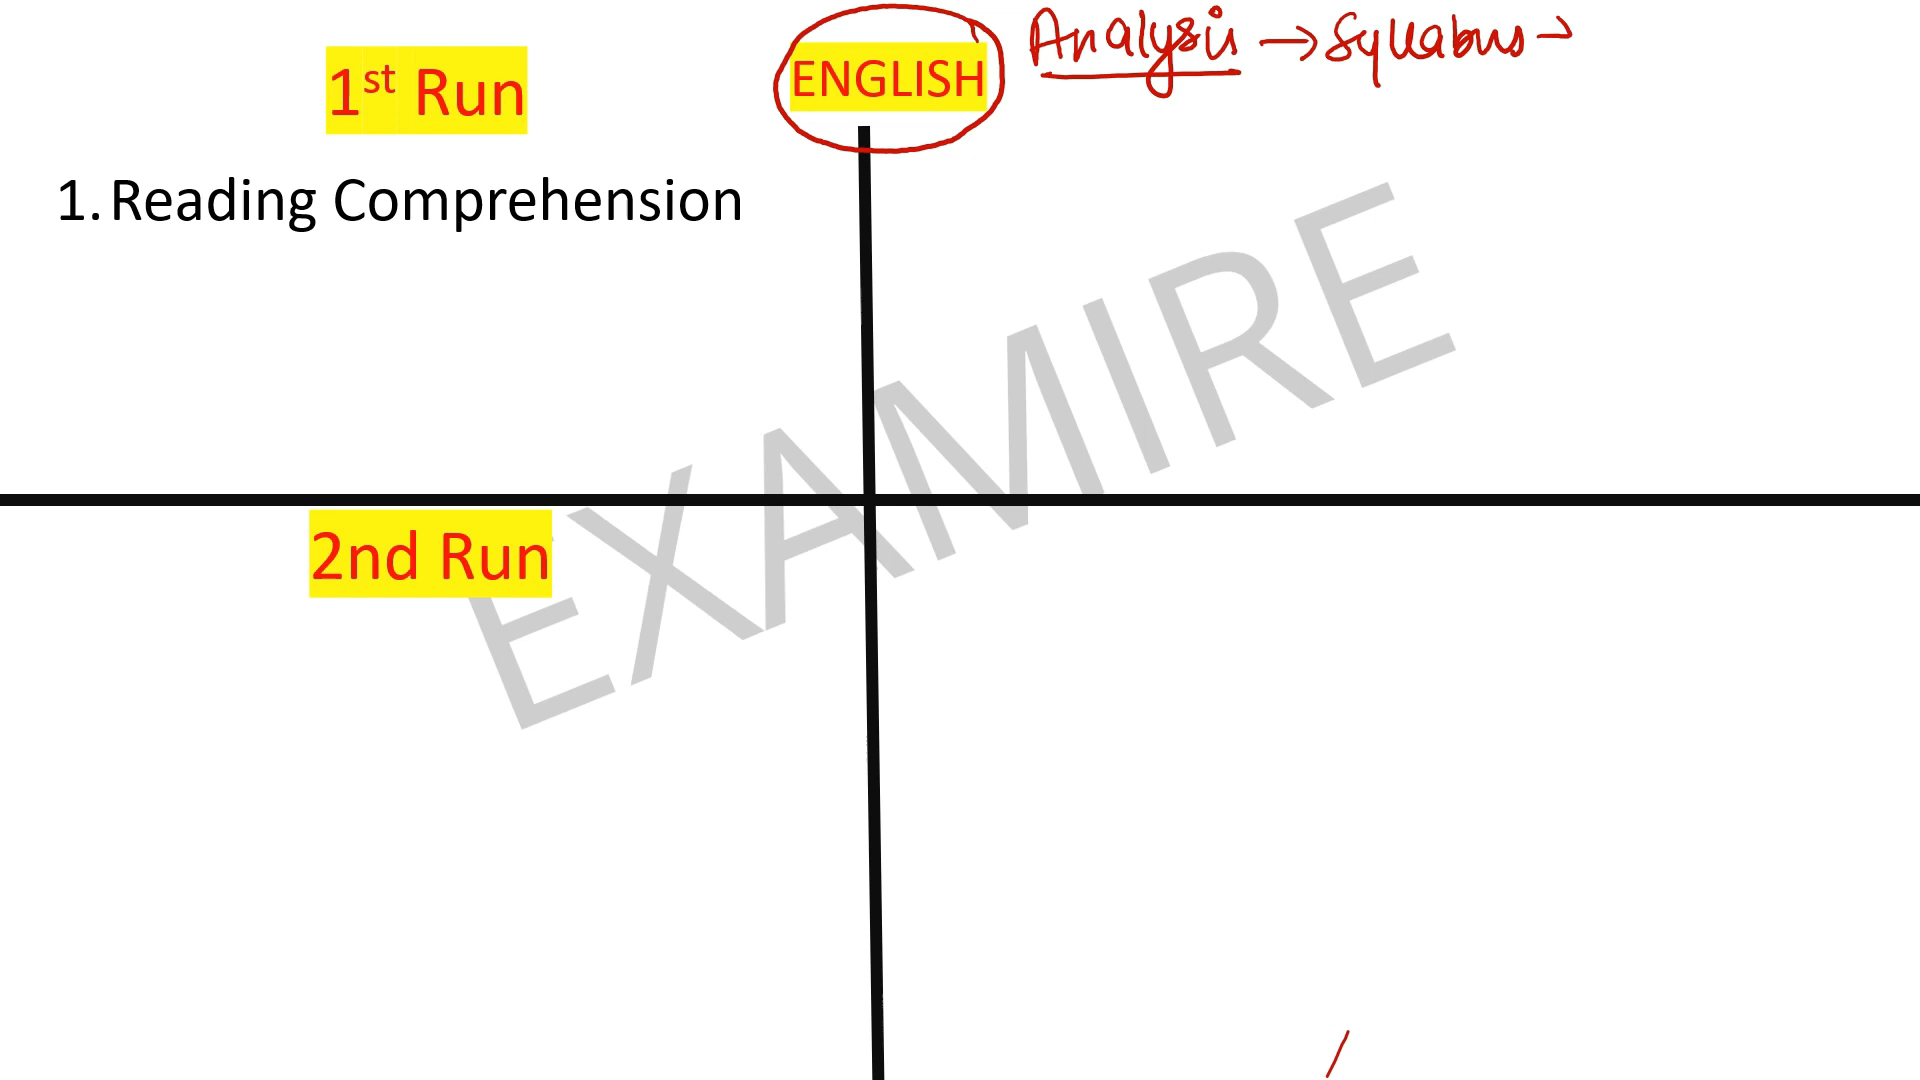 1st Run
ENGLISH
Analysis → Syllabus →
1. Reading Comprehension
EXAMIRE
2nd Run